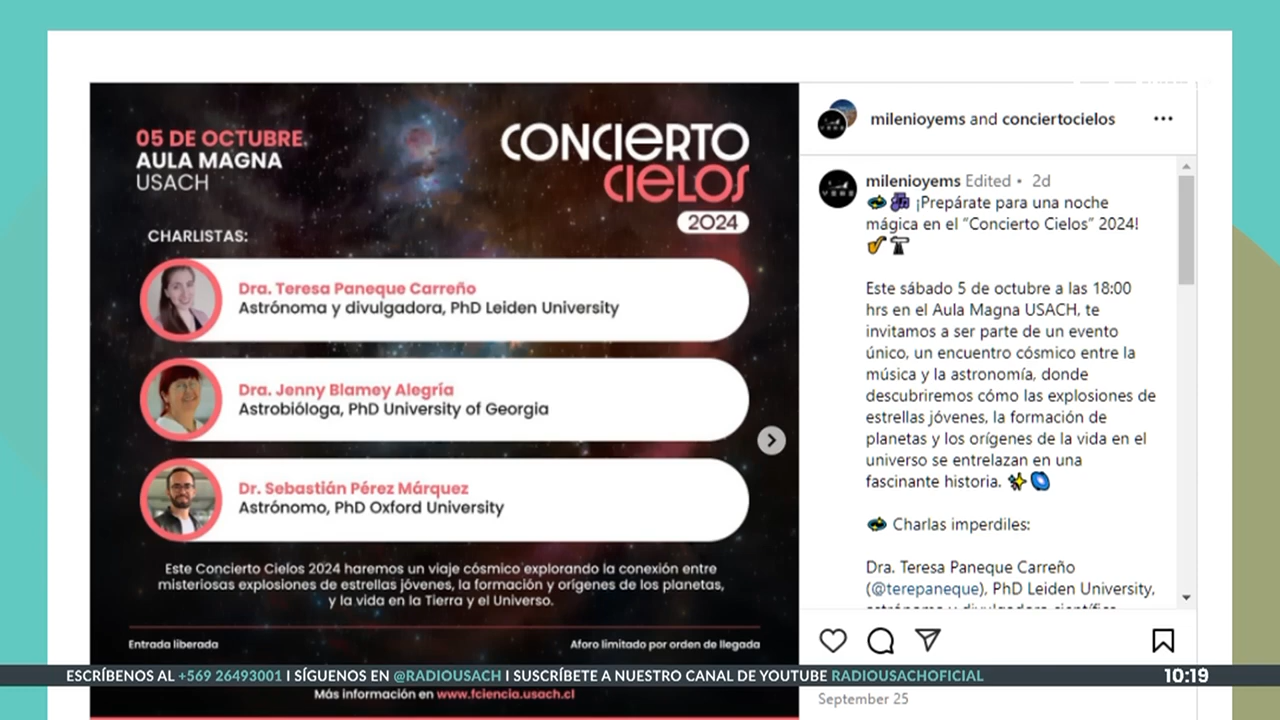 05 DE OCTUBRE
AULA MAGNA
USACH
CONCIERTO
CIELOS
2024
CHARLISTAS:
Dra. Teresa Paneque Carreño
Astrónoma y divulgadora, PhD Leiden University
Dra. Jenny Blamey Alegría
Astrobióloga, PhD University of Georgia
Dr. Sebastián Pérez Márquez
Astrónomo, PhD Oxford University
Este Concierto Cielos 2024 haremos un viaje cósmico explorando la conexión entre
misteriosas explosiones de estrellas jóvenes, la formación y orígenes de los planetas,
y la vida en la Tierra y el Universo.
Entrada liberada
Aforo limitado por orden de llegada
Más información en www.fciencia.usach.cl
milenioyems and conciertocielos
milenioyems Edited • 2d
¡Prepárate para una noche
mágica en el “Concierto Cielos” 2024!
Este sábado 5 de octubre a las 18:00
hrs en el Aula Magna USACH, te
invitamos a ser parte de un evento
único, un encuentro cósmico entre la
música y la astronomía, donde
descubriremos cómo las explosiones de
estrellas jóvenes, la formación de
planetas y los orígenes de la vida en el
universo se entrelazan en una
fascinante historia.
Charlas imperdiles:
Dra. Teresa Paneque Carreño
(@terepaneque), PhD Leiden University,
astrónoma y divulgadora científica
September 25
ESCRÍBENOS AL +569 26493001 I SÍGUENOS EN @RADIOUSACH I SUSCRÍBETE A NUESTRO CANAL DE YOUTUBE RADIOUSACHOFICIAL
10:19